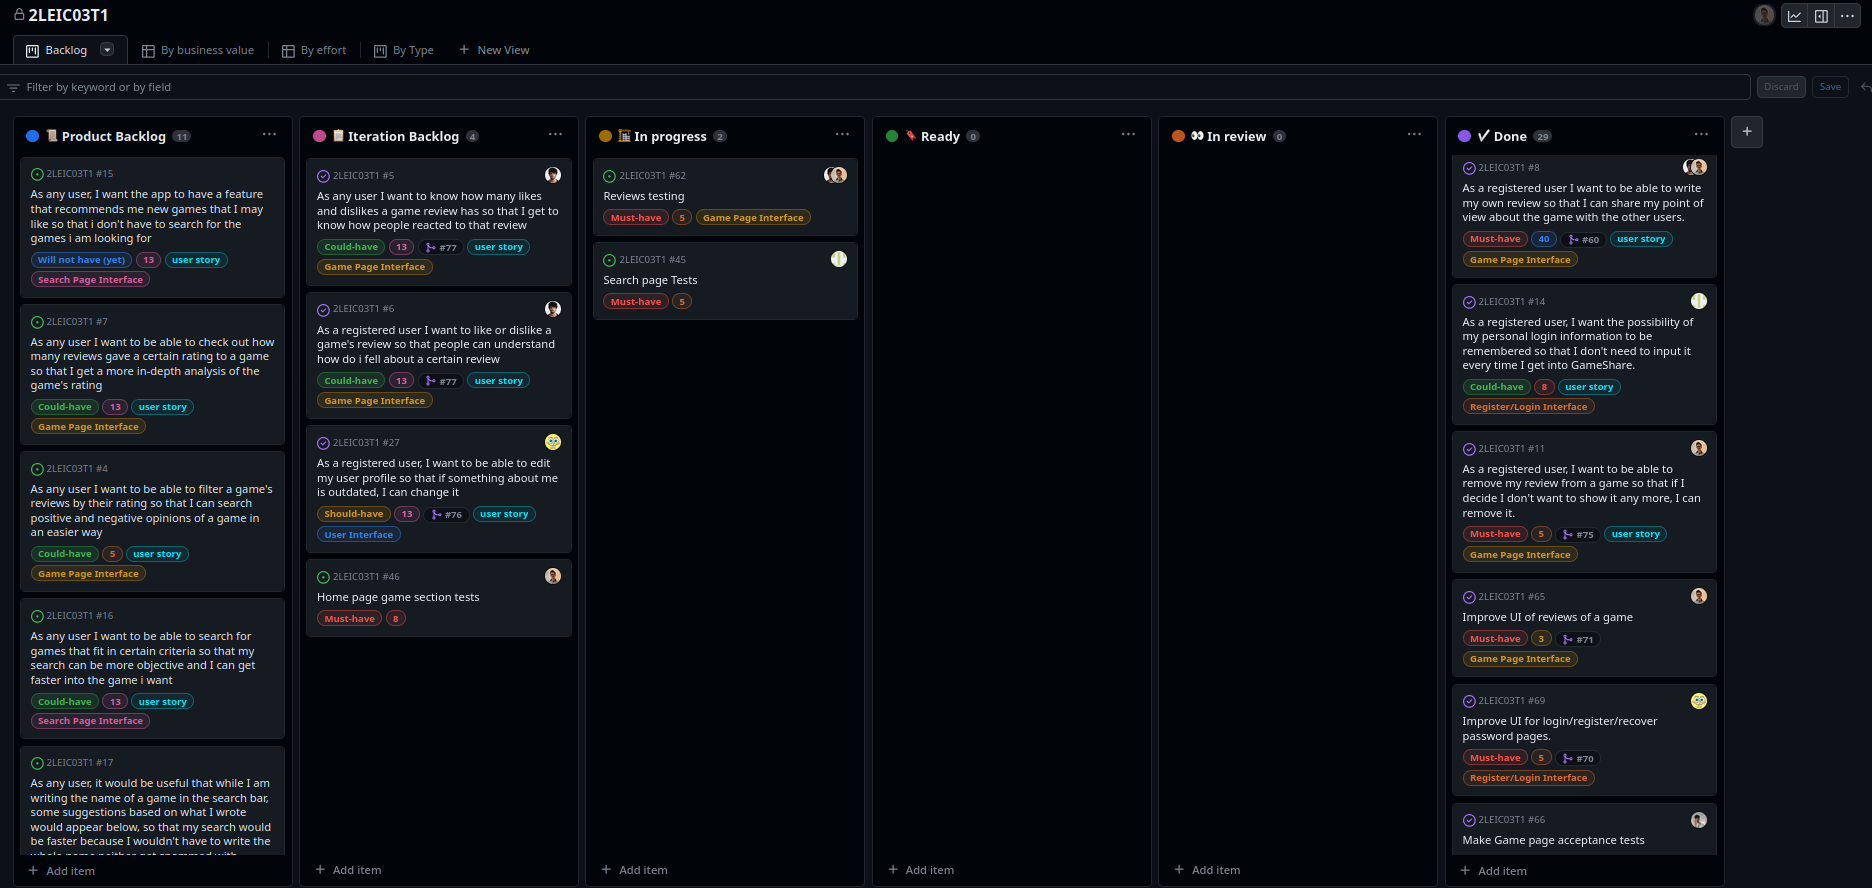 2LEIC03T1
Backlog
By business value
By effort
By Type
New View
Filter by keyword or by field
Discard
Save
Product Backlog 11
2LEIC03T1 #15
As any user, I want the app to have a feature
that recommends me new games that I may
like so that i don't have to search for the
games i am looking for
Will not have (yet) 13 user story
Search Page Interface
2LEIC03T1 #7
As any user I want to be able to check out how
many reviews gave a certain rating to a game
so that I get a more in-depth analysis of the
game's rating
Could-have 13 user story
Game Page Interface
2LEIC03T1 #4
As any user I want to be able to filter a game's
reviews by their rating so that I can search
positive and negative opinions of a game in
an easier way
Could-have 5 user story
Game Page Interface
2LEIC03T1 #16
As any user I want to be able to search for
games that fit in certain criteria so that my
search can be more objective and I can get
faster into the game i want
Could-have 13 user story
Search Page Interface
2LEIC03T1 #17
As any user, it would be useful that while I am
writing the name of a game in the search bar,
some suggestions based on what I wrote
would appear below, so that my search would
be faster because I wouldn't have to write the
Add item
Iteration Backlog 4
2LEIC03T1 #5
As any user I want to know how many likes
and dislikes a game review has so that I get to
know how people reacted to that review
Could-have 13 #77 user story
Game Page Interface
2LEIC03T1 #6
As a registered user I want to like or dislike a
game's review so that people can understand
how do i fell about a certain review
Could-have 13 #77 user story
Game Page Interface
2LEIC03T1 #27
As a registered user, I want to be able to edit
my user profile so that if something about me
is outdated, I can change it
Should-have 13 #76 user story
User Interface
2LEIC03T1 #46
Home page game section tests
Must-have 8
Add item
In progress 2
2LEIC03T1 #62
Reviews testing
Must-have 5 Game Page Interface
2LEIC03T1 #45
Search page Tests
Must-have 5
Add item
Ready 0
Add item
In review 0
Add item
Done 29
2LEIC03T1 #8
As a registered user I want to be able to write
my own review so that I can share my point of
view about the game with the other users.
Must-have 40 #60 user story
Game Page Interface
2LEIC03T1 #14
As a registered user, I want the possibility of
my personal login information to be
remembered so that I don't need to input it
every time I get into GameShare.
Could-have 8 user story
Register/Login Interface
2LEIC03T1 #11
As a registered user, I want to be able to
remove my review from a game so that if I
decide I don't want to show it any more, I can
remove it.
Must-have 5 #75 user story
Game Page Interface
2LEIC03T1 #65
Improve UI of reviews of a game
Must-have 3 #71
Game Page Interface
2LEIC03T1 #69
Improve UI for login/register/recover
password pages.
Must-have 5 #70
Register/Login Interface
2LEIC03T1 #66
Make Game page acceptance tests
Add item